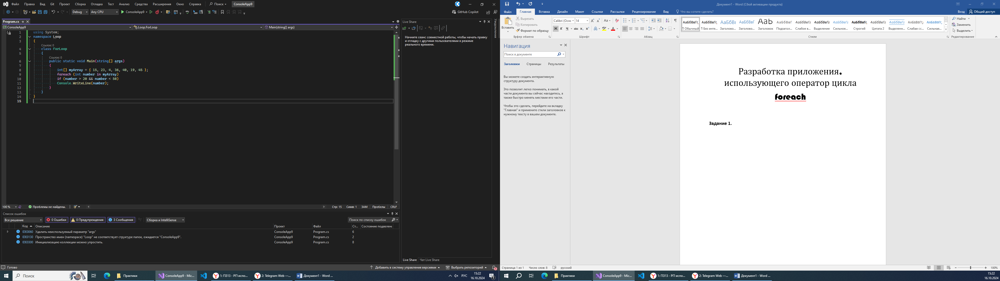 Файл Правка Вид Git Проект Сборка Отладка Тест Анализ Средства Расширения Окно Справка Поиск ConsoleApp9
Debug Any CPU ConsoleApp9 GitHub Copilot
Program.cs
ConsoleApp9 Loop.ForLoop Main(string[] args)
1 using System;
2 namespace Loop
3 {
Ссылок: 0
4 class ForLoop
5 {
Ссылок: 0
6 public static void Main(string[] args)
7 {
8 int[] myArray = { 15, 23, 4, 36, 40, 19, 45 };
9 foreach (int number in myArray)
10 if (number > 20 && number < 50)
11 Console.WriteLine(number);
12 }
13 }
14 }
15
100 % Проблемы не найдены. Стр: 15 Симв: 1 ЗАМ Пробелы CRLF
Список ошибок
Все решение 0 Ошибки 0 Предупреждения 3 Сообщения Сборка и IntelliSense Поиск по списку ошибок
Код Описание Проект Файл Ст... Состояние подавлен
IDE0060 Удалить неиспользуемый параметр "args" ConsoleApp9 Program.cs 6
IDE0130 Пространство имен (namespace) "Loop" не соответствует структуре папок, ожидается "ConsoleApp9". ConsoleApp9 Program.cs 2
IDE0300 Инициализацию коллекции можно упростить. ConsoleApp9 Program.cs 8
Live Share
Начните сеанс совместной работы, чтобы начать правку
и отладку с другими пользователями в режиме
реального времени.
Уведомления
Live Share Чат Live Share
Готово Добавить в систему управления версиями Выбрать репозиторий 1
Поиск Практики ConsoleApp9 - Mic... 1: ПЗ13 - РП испо... 2: Telegram Web —... Документ1 - Word ... РУС 15:22
16.10.2024 1
Документ1 - Word (Сбой активации продукта)
Файл Главная Вставка Дизайн Макет Ссылки Рассылки Рецензирование Вид Что вы хотите сделать? Вход Общий доступ
Вставить Вырезать
Копировать
Формат по образцу
Буфер обмена
Calibri (Осно 14 Aa
Ж К Ч abc x₂ x² A
Шрифт
Абзац
АаБбВвГг, АаБбВвГг, АаБбВı АаБбВвГ АаЬ АаБбВвГ АаБбВвГг АаБбВвГг АаБбВвГг АаБбВвГг, АаБбВвГг АаБбВвГг ААБбВвГг, ААБбВвГг,
¶ Обычный ¶ Без инте... Заголово... Заголово... Заголовок Подзагол... Слабое в... Выделение Сильное... Строгий Цитата 2 Выделенн... Слабая сс... Сильная...
Стили
Найти
Заменить
Выделить
Редактирование
Навигация
Поиск в документе
Заголовки Страницы Результаты
Вы можете создать интерактивную
структуру документа.
Это позволит легко понимать, в какой
части документа вы сейчас находитесь, а
также быстро менять местами его части.
Чтобы это сделать, перейдите на вкладку
"Главная" и примените стили заголовков к
нужному тексту в вашем документе.
Разработка приложения.
использующего оператор цикла
foreach
Задание 1.
Страница 1 из 1 Число слов: 8 русский 100%
Практики ConsoleApp9 - Mic... 1: ПЗ13 - РП испо... 2: Telegram Web —... Документ1 - Word ... 15:22
16.10.2024